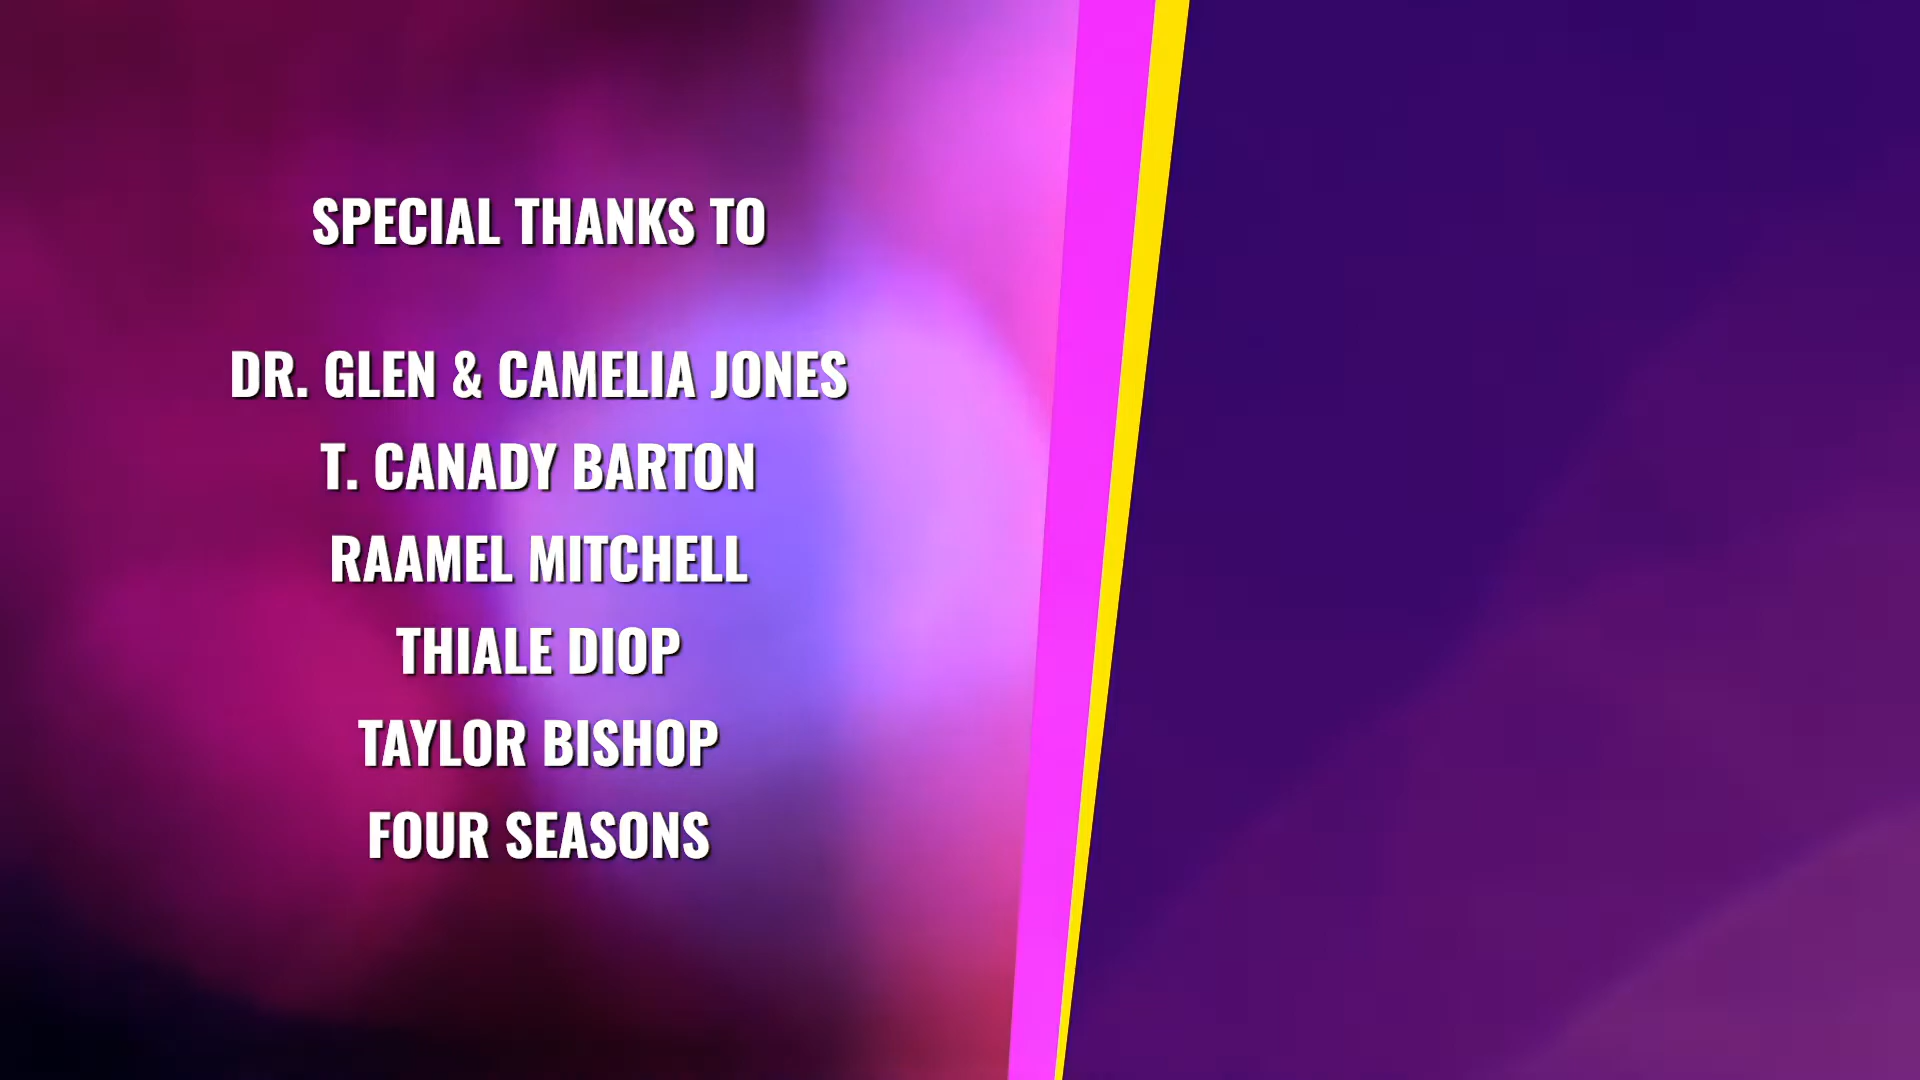 SPECIAL THANKS TO
DR. GLEN & CAMELIA JONES
T. CANADY BARTON
RAAMEL MITCHELL
THIALE DIOP
TAYLOR BISHOP
FOUR SEASONS